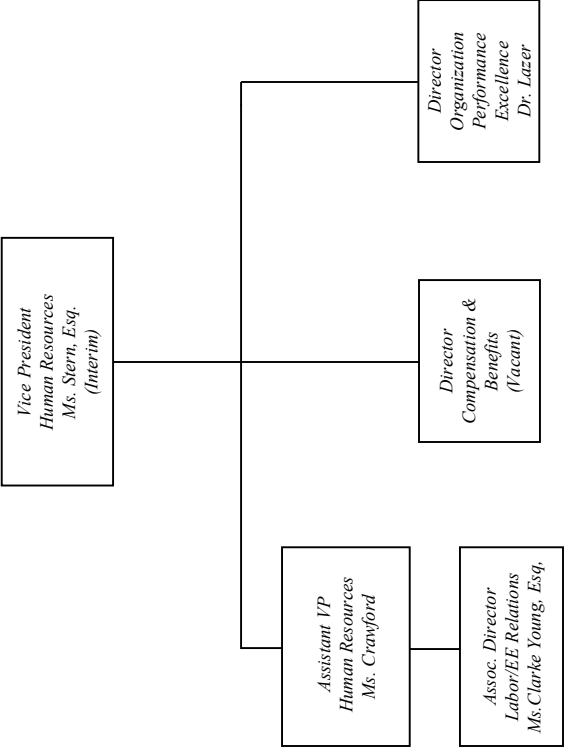 Vice President
Human Resources
Ms. Stern, Esq.
(Interim)
Assistant VP
Human Resources
Ms. Crawford
Assoc. Director
Labor/EE Relations
Ms.Clarke Young, Esq,
Director
Compensation &
Benefits
(Vacant)
Director
Organization
Performance
Excellence
Dr. Lazer